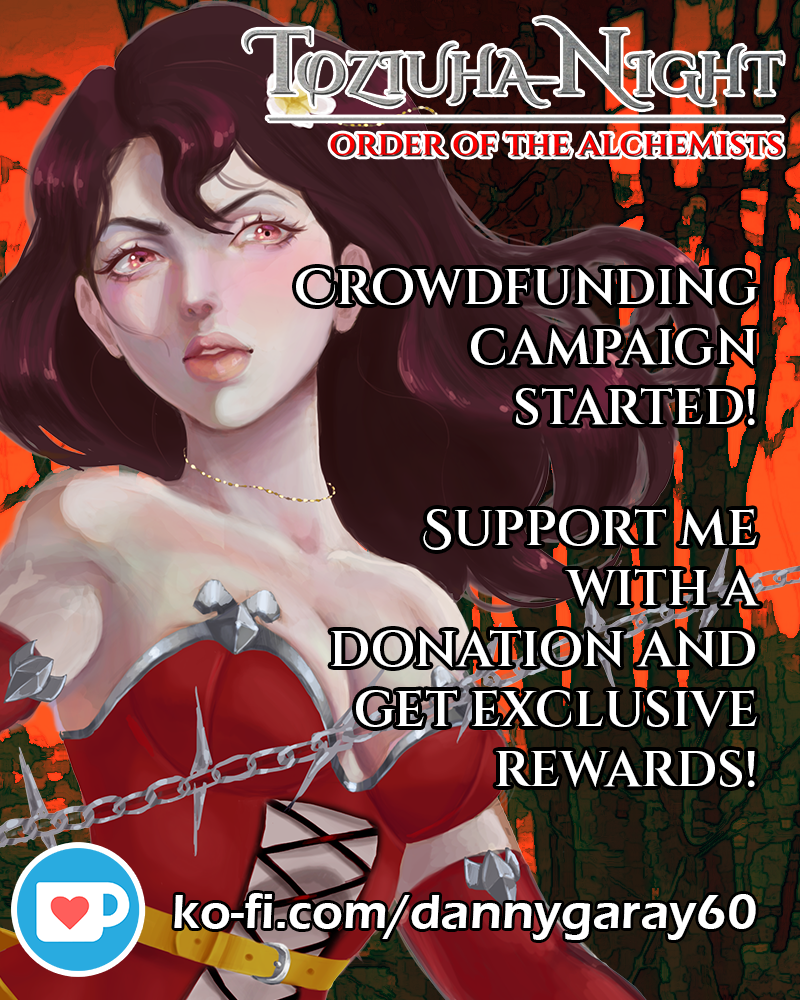 Toziuha Night
Order of the Alchemists
Crowdfunding
campaign
started!
Support me
with a
donation and
get exclusive
rewards!
ko-fi.com/dannygaray60